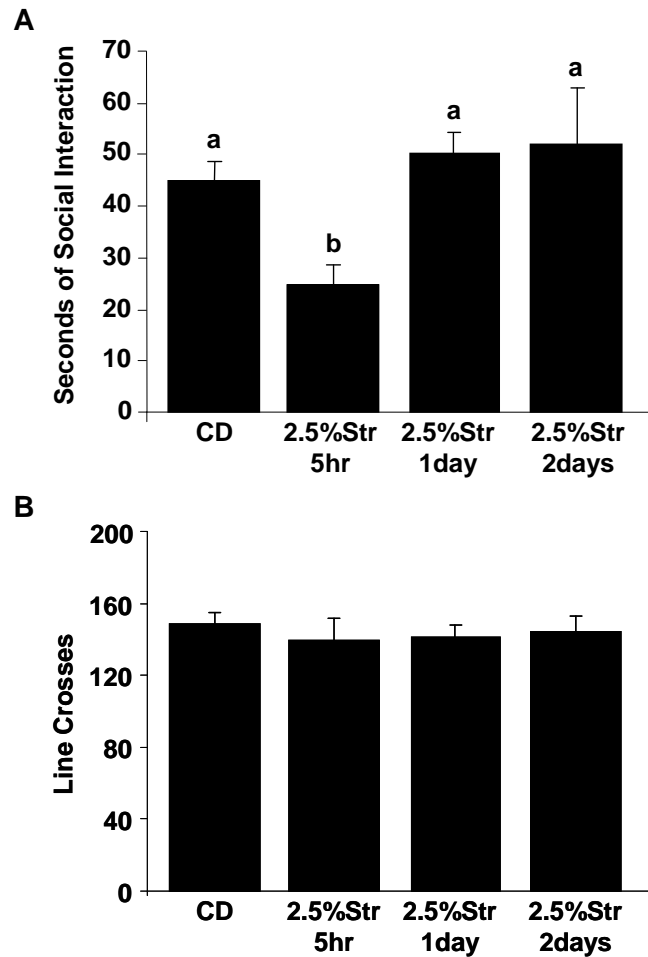 A
Seconds of Social Interaction
70
60
50
40
30
20
10
0
a
b
a
a
CD
2.5%Str
5hr
2.5%Str
1day
2.5%Str
2days
B
Line Crosses
200
160
120
80
40
0
CD
2.5%Str
5hr
2.5%Str
1day
2.5%Str
2days